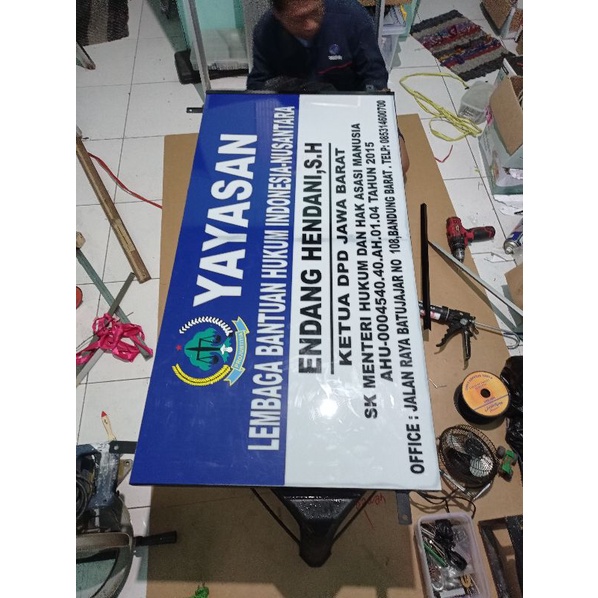 YAYASAN
LEMBAGA BANTUAN HUKUM INDONESIA-NUSANTARA
ENDANG HENDANI,S.H
KETUA DPD JAWA BARAT
SK MENTERI HUKUM DAN HAK ASASI MANUSIA
AHU-0004540.40.AH.01.04 TAHUN 2015
OFFICE : JALAN RAYA BATUJAJAR NO 108,BANDUNG BARAT. TELP: 085314600700